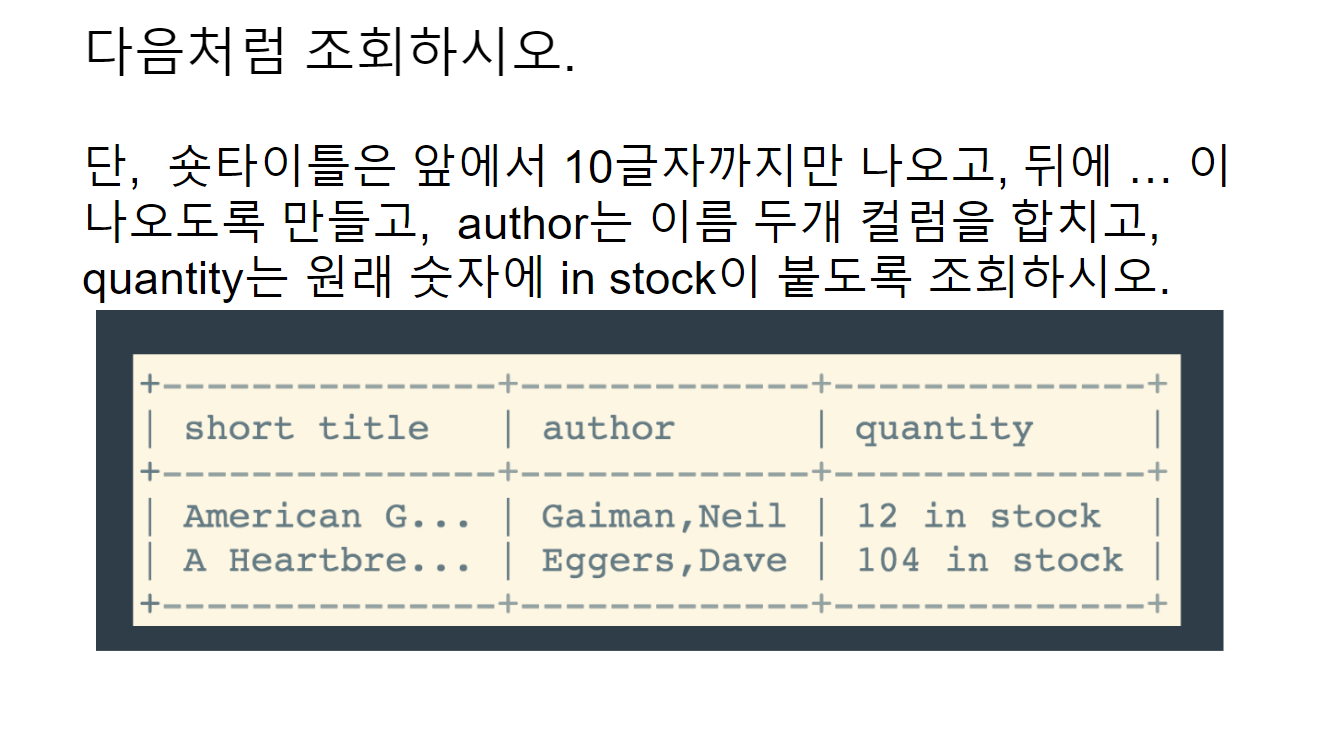 다음처럼 조회하시오.
단, 숏타이틀은 앞에서 10글자까지만 나오고, 뒤에 … 이
나오도록 만들고, author는 이름 두개 컬럼을 합치고,
quantity는 원래 숫자에 in stock이 붙도록 조회하시오.
+---------------+-------------+--------------+
| short title | author | quantity |
+---------------+-------------+--------------+
| American G... | Gaiman,Neil | 12 in stock |
| A Heartbre... | Eggers,Dave | 104 in stock |
+---------------+-------------+--------------+